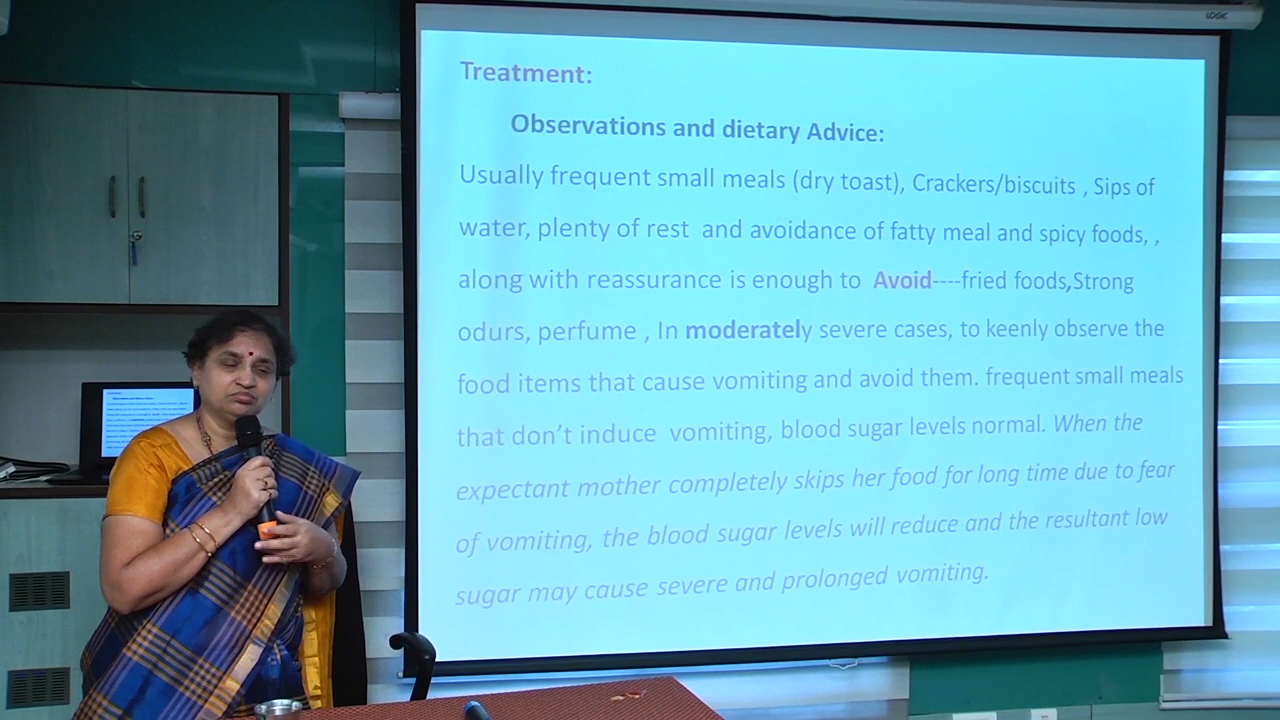 LOGIC
Treatment:
Observations and dietary Advice:
Usually frequent small meals (dry toast), Crackers/biscuits , Sips of
water, plenty of rest and avoidance of fatty meal and spicy foods, ,
along with reassurance is enough to Avoid----fried foods,Strong
odurs, perfume , In moderately severe cases, to keenly observe the
food items that cause vomiting and avoid them. frequent small meals
that don't induce vomiting, blood sugar levels normal. When the
expectant mother completely skips her food for long time due to fear
of vomiting, the blood sugar levels will reduce and the resultant low
sugar may cause severe and prolonged vomiting.